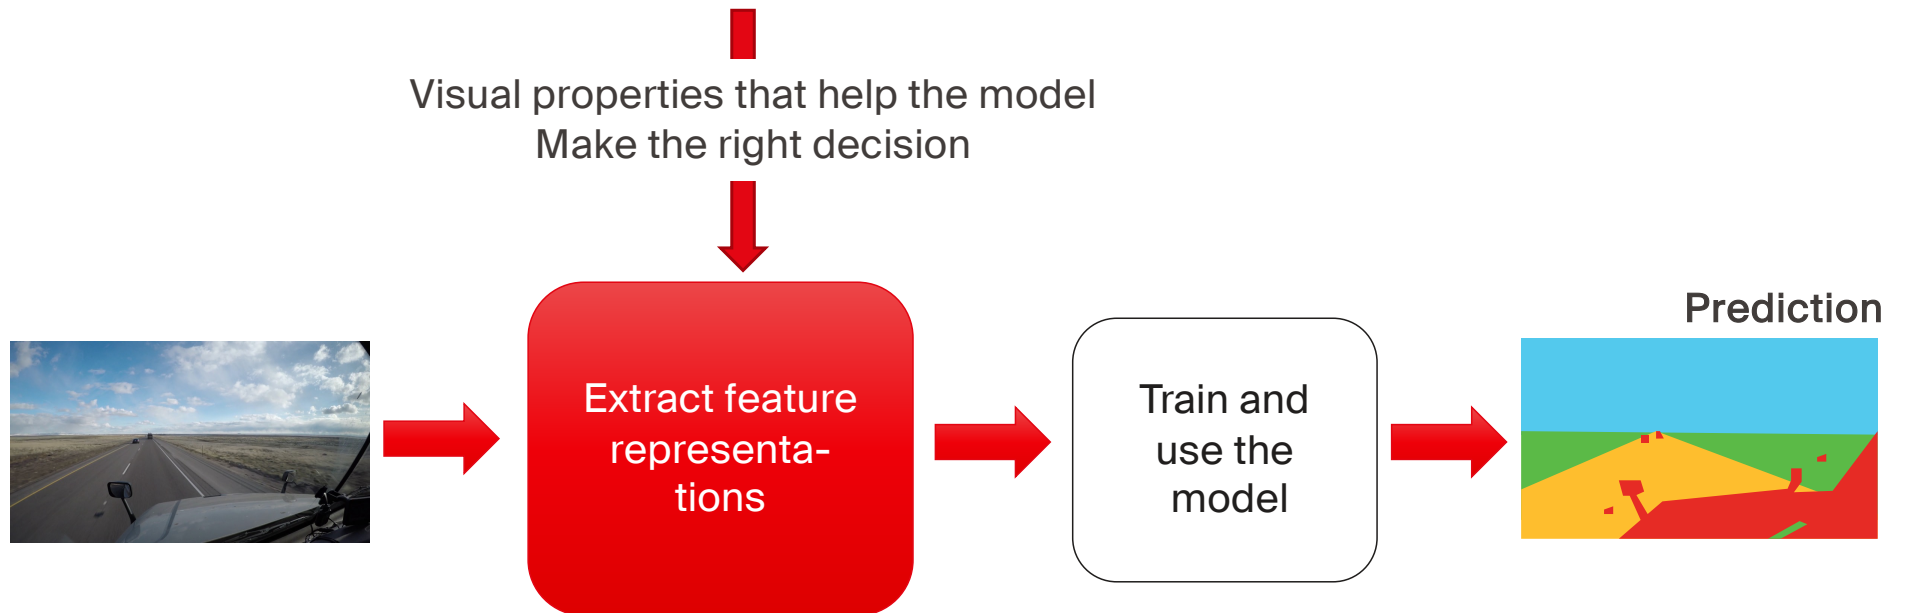 Visual properties that help the model
Make the right decision
Prediction
Extract feature
representa-
tions
Train and
use the
model